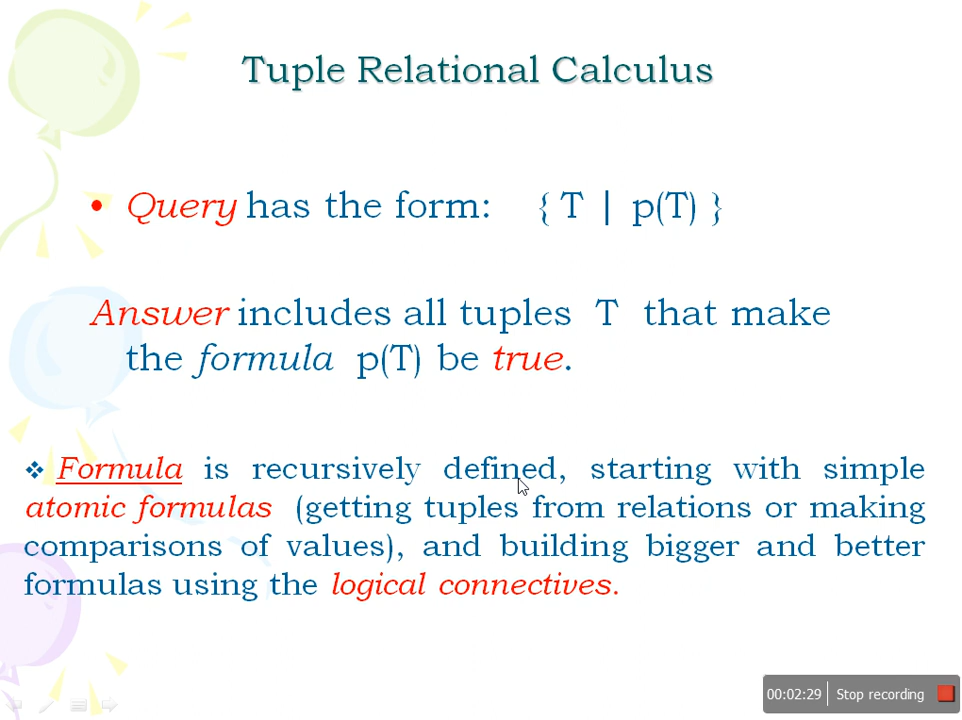 Tuple Relational Calculus
• Query has the form: { T | p(T) }
Answer includes all tuples T that make
the formula p(T) be true.
❖ Formula is recursively defined, starting with simple
atomic formulas (getting tuples from relations or making
comparisons of values), and building bigger and better
formulas using the logical connectives.
00:02:29 Stop recording